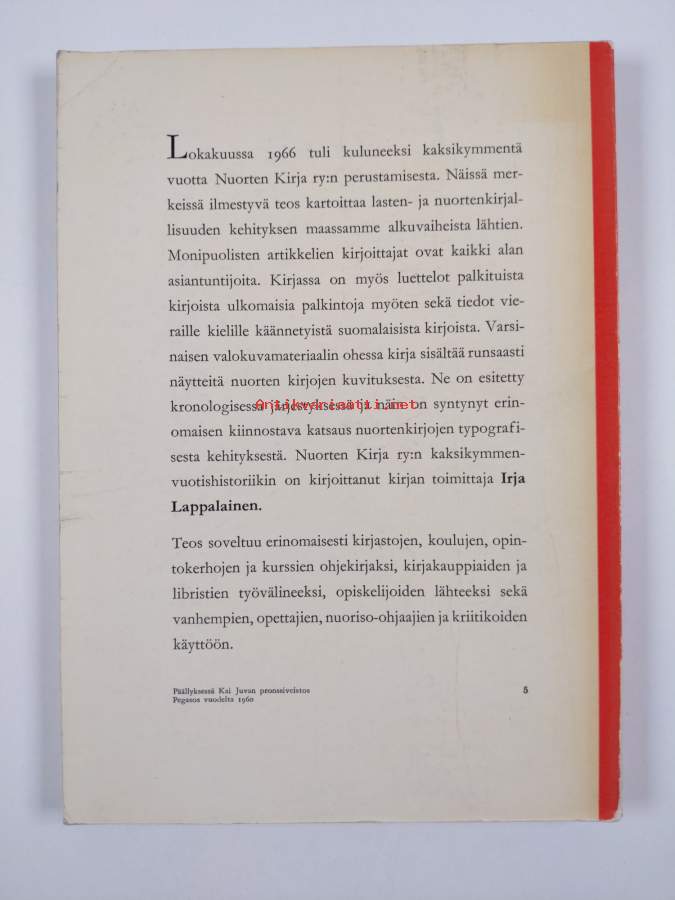 Lokakuussa 1966 tuli kuluneeksi kaksikymmentä
vuotta Nuorten Kirja ry:n perustamisesta. Näissä mer-
keissä ilmestyvä teos kartoittaa lasten- ja nuortenkirjal-
lisuuden kehityksen maassamme alkuvaiheista lähtien.
Monipuolisten artikkelien kirjoittajat ovat kaikki alan
asiantuntijoita. Kirjassa on myös luettelot palkituista
kirjoista ulkomaisia palkintoja myöten sekä tiedot vie-
raille kielille käännetyistä suomalaisista kirjoista. Varsi-
naisen valokuvamateriaalin ohessa kirja sisältää runsaasti
näytteitä nuorten kirjojen kuvituksesta. Ne on esitetty
kronologisessa järjestyksessä ja näin on syntynyt erin-
Antikvariaatti.net
omaisen kiinnostava katsaus nuortenkirjojen typografi-
sesta kehityksestä. Nuorten Kirja ry:n kaksikymmen-
vuotishistoriikin on kirjoittanut kirjan toimittaja Irja
Lappalainen.
Teos soveltuu erinomaisesti kirjastojen, koulujen, opin-
tokerhojen ja kurssien ohjekirjaksi, kirjakauppiaiden ja
libristien työvälineeksi, opiskelijoiden lähteeksi sekä
vanhempien, opettajien, nuoriso-ohjaajien ja kriitikoiden
käyttöön.
Päällyksessä Kai Juvan pronssiveistos
Pegasos vuodelta 1960
5